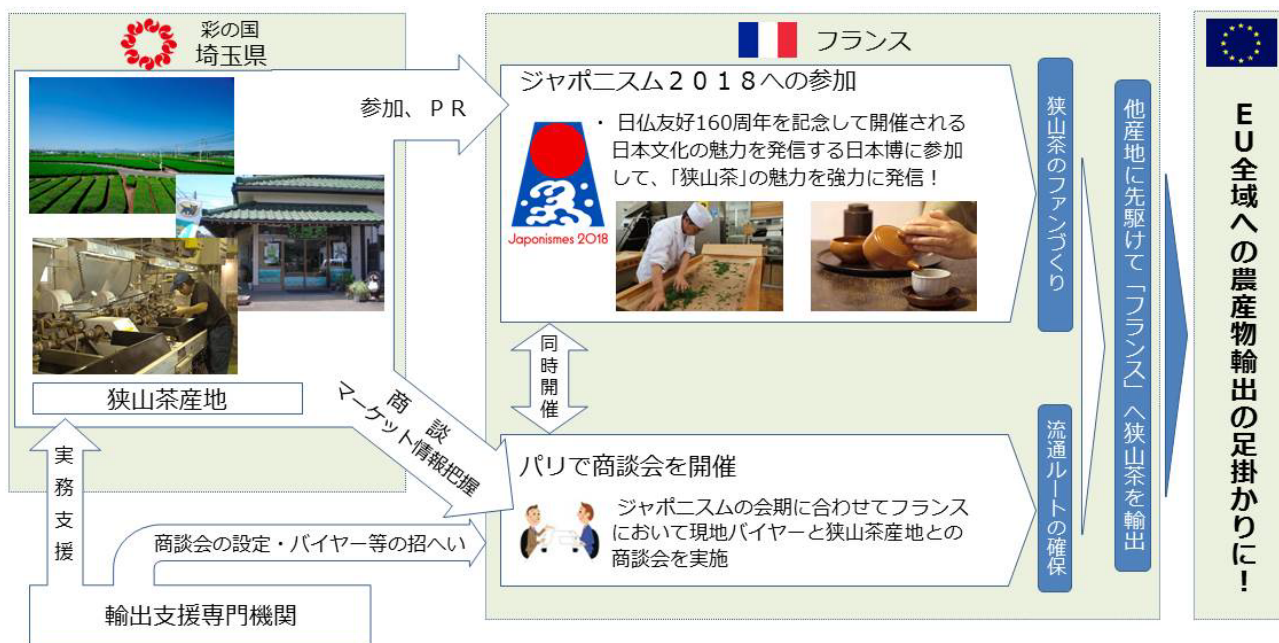 彩の国
埼玉県
狭山茶産地
参加、ＰＲ
商　談
マーケット情報把握
実務支援
商談会の設定・バイヤー等の招へい
輸出支援専門機関
フランス
ジャポニスム２０１８への参加
・ 日仏友好160周年を記念して開催される
日本文化の魅力を発信する日本博に参加
して、「狭山茶」の魅力を強力に発信！
Japonismes 2018
同時開催
パリで商談会を開催
ジャポニスムの会期に合わせてフランス
において現地バイヤーと狭山茶産地との
商談会を実施
狭山茶のファンづくり
流通ルートの確保
他産地に先駆けて「フランス」へ狭山茶を輸出
ＥＵ全域への農産物輸出の足掛かりに！